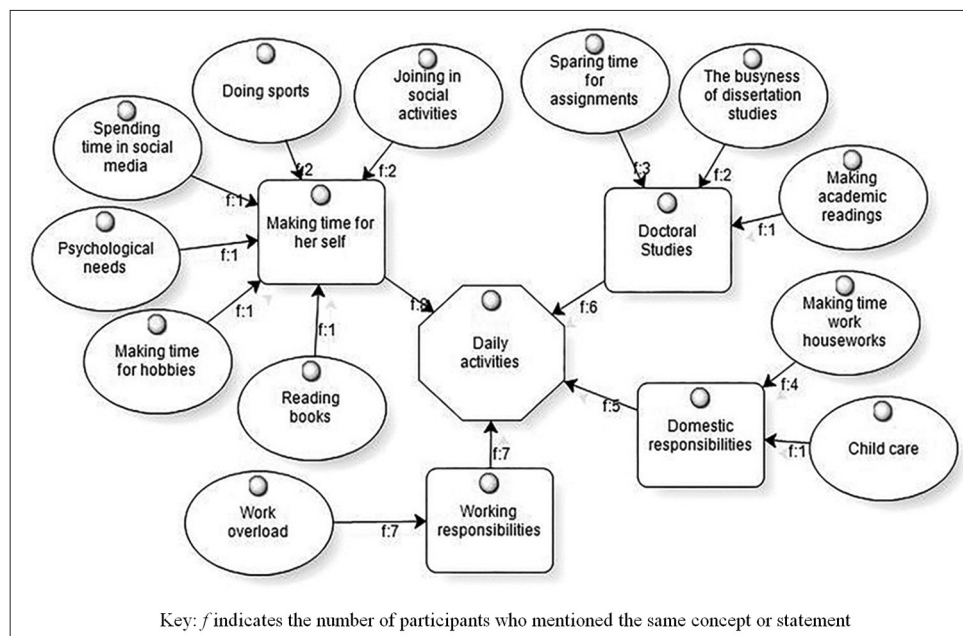 Doing sports
Joining in
social
activities
Spending
time in social
media
Psychological
needs
Making time
for hobbies
Reading
books
f:2
f:2
f:1
f:1
f:1
f:1
Making time for
her self
f:8
Sparing time
for
assignments
The busyness
of dissertation
studies
Making
academic
readings
f:3
f:2
f:1
Doctoral
Studies
f:6
Daily
activities
Making time
work
houseworks
f:4
Child care
f:1
Domestic
responsibilities
f:5
Work
overload
f:7
Working
responsibilities
f:7
Key: f indicates the number of participants who mentioned the same concept or statement